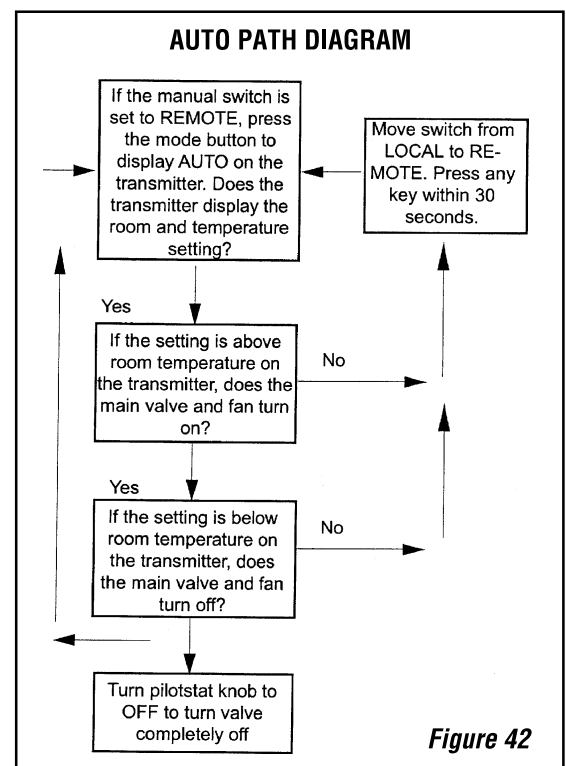 AUTO PATH DIAGRAM
If the manual switch is
set to REMOTE, press
the mode button to
display AUTO on the
transmitter. Does the
transmitter display the
room and temperature
setting?
Move switch from
LOCAL to RE-
MOTE. Press any
key within 30
seconds.
Yes
If the setting is above
room temperature on
the transmitter, does the
main valve and fan turn
on?
No
Yes
If the setting is below
room temperature on
the transmitter, does
the main valve and fan
turn off?
No
Turn pilotstat knob to
OFF to turn valve
completely off
Figure 42